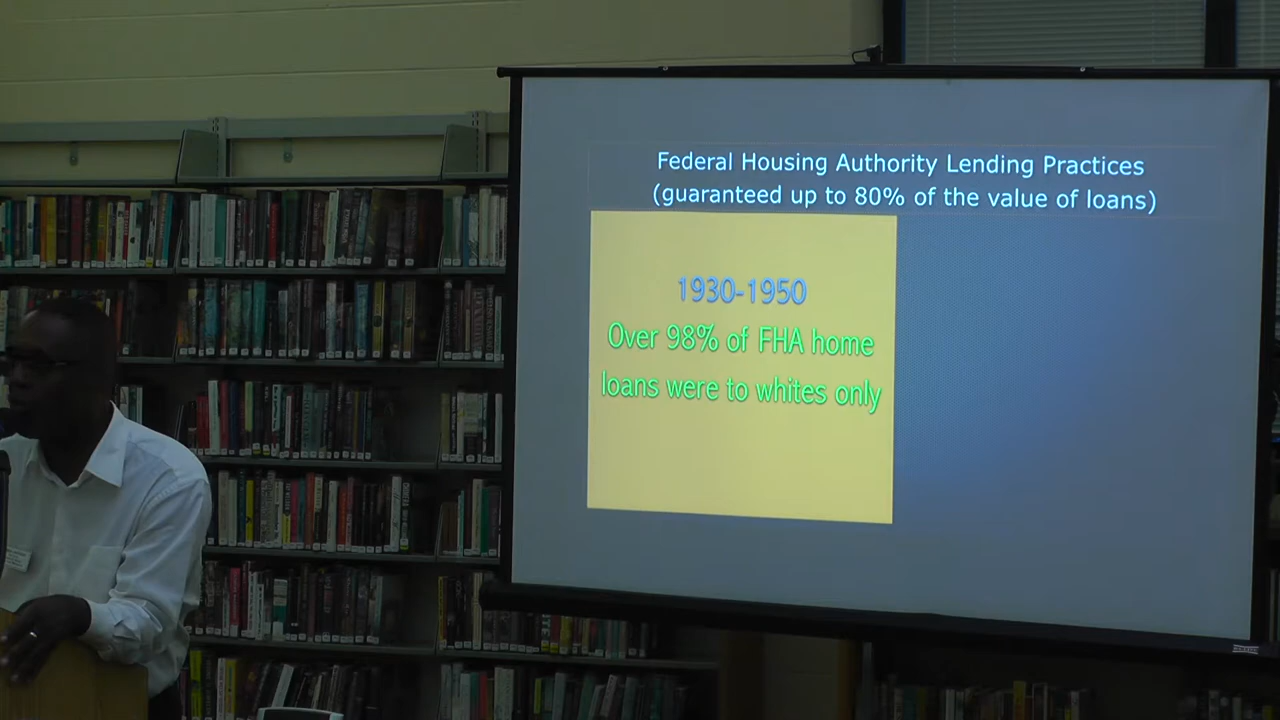 Federal Housing Authority Lending Practices
(guaranteed up to 80% of the value of loans)
1930-1950
Over 98% of FHA home
loans were to whites only